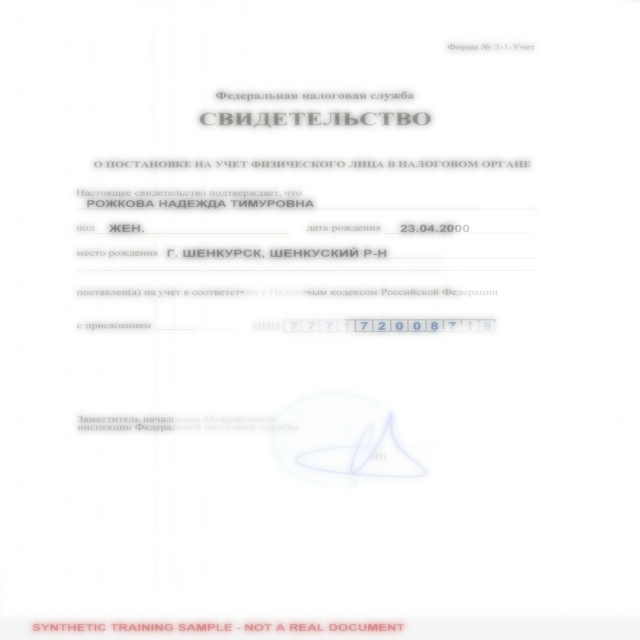 Форма № 2-1-Учет
Федеральная налоговая служба
СВИДЕТЕЛЬСТВО
О ПОСТАНОВКЕ НА УЧЕТ ФИЗИЧЕСКОГО ЛИЦА В НАЛОГОВОМ ОРГАНЕ
Настоящее свидетельство подтверждает, что
РОЖКОВА НАДЕЖДА ТИМУРОВНА
пол ЖЕН. дата рождения 23.04.2000
место рождения Г. ШЕНКУРСК, ШЕНКУСКИЙ Р-Н
поставлен(а) на учет в соответствии с Налоговым кодексом Российской Федерации
с присвоением ИНН 777172008719
Заместитель начальника Межрайонной
инспекции Федеральной налоговой службы
МП
SYNTHETIC TRAINING SAMPLE - NOT A REAL DOCUMENT